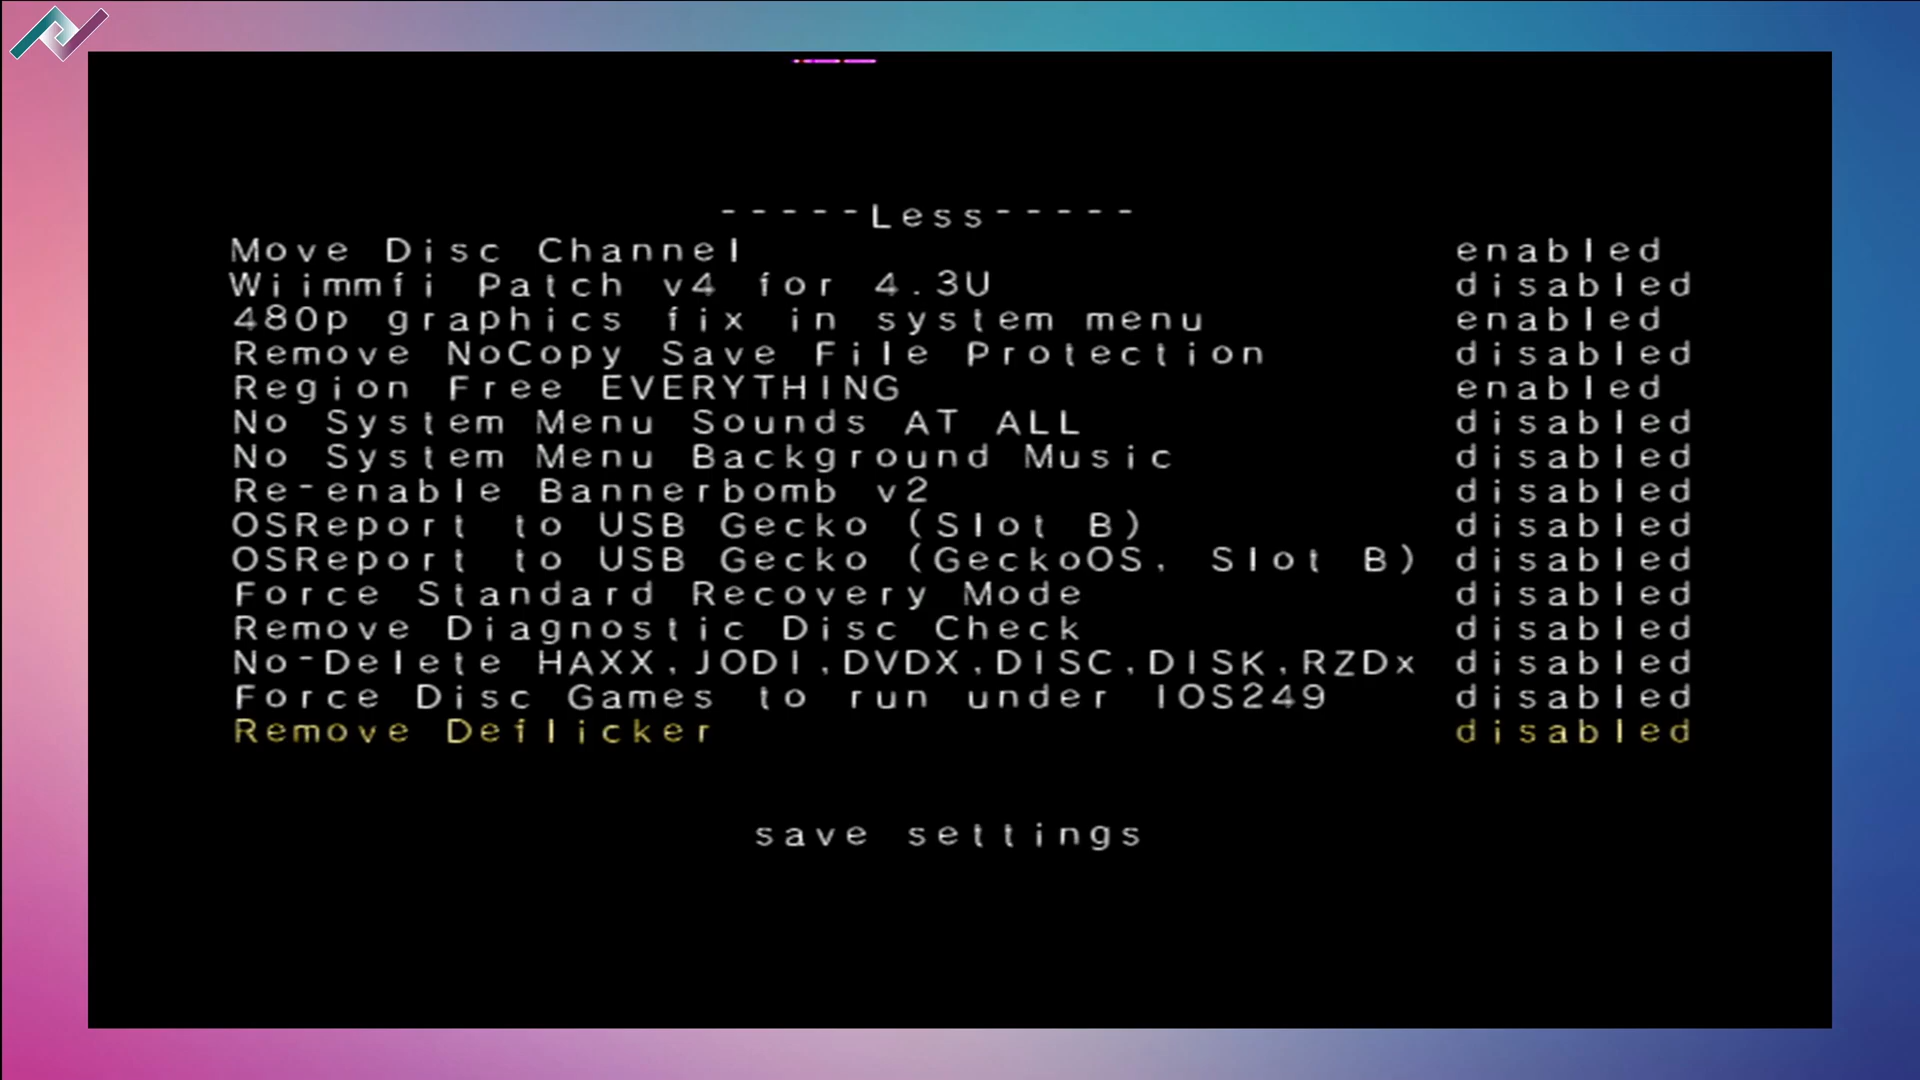 -----Less-----
Move Disc Channel enabled
Wiimmfi Patch v4 for 4.3U disabled
480p graphics fix in system menu enabled
Remove NoCopy Save File Protection disabled
Region Free EVERYTHING enabled
No System Menu Sounds AT ALL disabled
No System Menu Background Music disabled
Re-enable Bannerbomb v2 disabled
OSReport to USB Gecko (Slot B) disabled
OSReport to USB Gecko (GeckoOS, Slot B) disabled
Force Standard Recovery Mode disabled
Remove Diagnostic Disc Check disabled
No-Delete HAXX,JODI,DVDX,DISC,DISK,RZDx disabled
Force Disc Games to run under IOS249 disabled
Remove Deflicker disabled
save settings